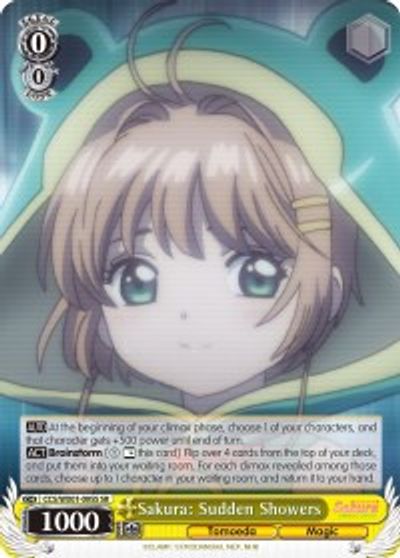 0
0
AUTO At the beginning of your climax phase, choose 1 of your characters, and
that character gets +500 power until end of turn.
ACT Brainstorm [ this card] Flip over 4 cards from the top of your deck,
and put them into your waiting room. For each climax revealed among those
cards, choose up to 1 character in your waiting room, and return it to your hand.
Sakura: Sudden Showers
Sakura
1000
Tomoeda
Magic